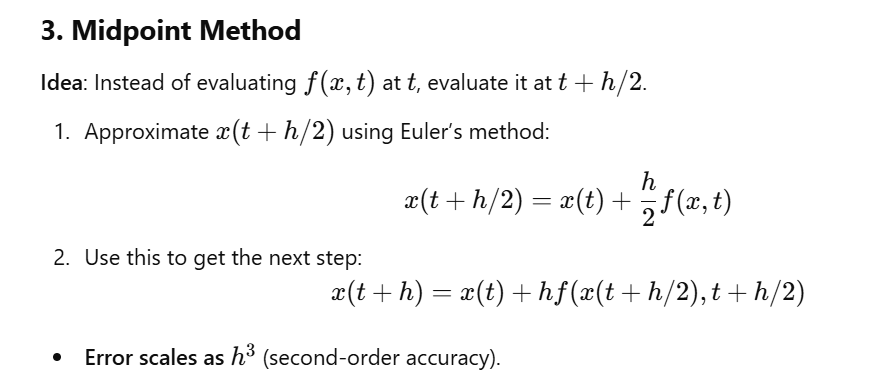 3. Midpoint Method
Idea: Instead of evaluating f(x, t) at t, evaluate it at t + h/2.
1. Approximate x(t + h/2) using Euler's method:
x(t + h/2) = x(t) + \frac{h}{2} f(x, t)
2. Use this to get the next step:
x(t + h) = x(t) + hf(x(t + h/2), t + h/2)
• Error scales as h³ (second-order accuracy).